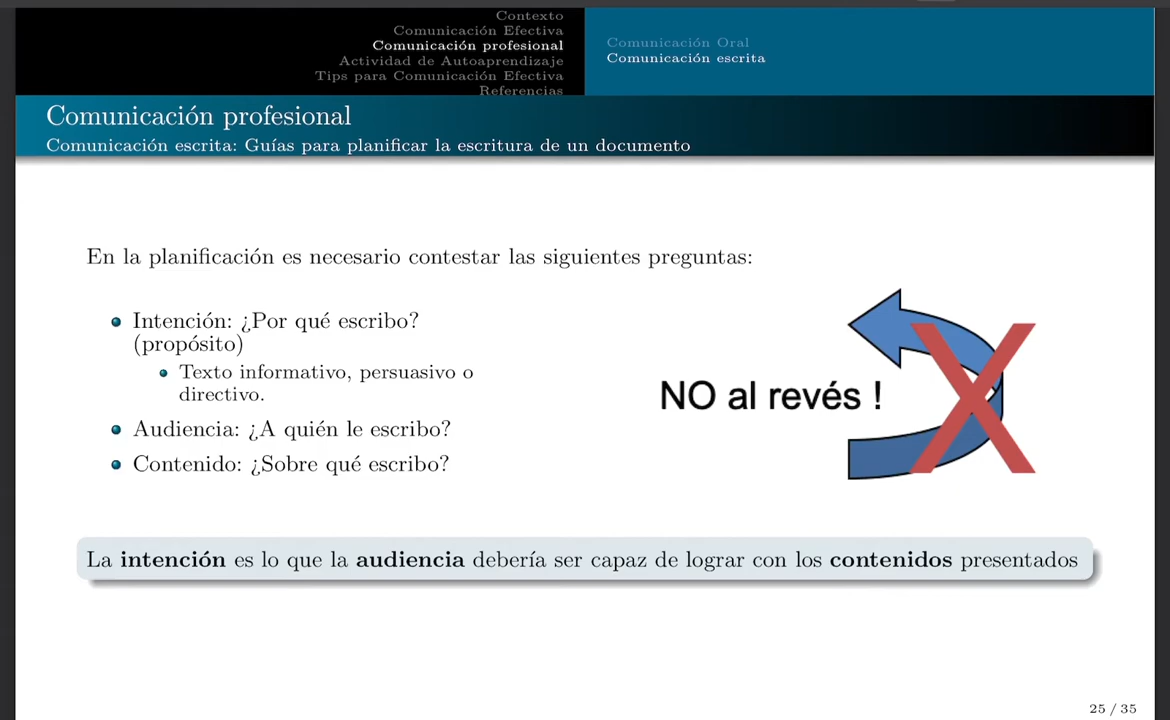 Contexto
Comunicación Efectiva
Comunicación profesional
Actividad de Autoaprendizaje
Tips para Comunicación Efectiva
Referencias
Comunicación Oral
Comunicación escrita
Comunicación profesional
Comunicación escrita: Guías para planificar la escritura de un documento
En la planificación es necesario contestar las siguientes preguntas:
Intención: ¿Por qué escribo?
(propósito)
Texto informativo, persuasivo o
directivo.
Audiencia: ¿A quién le escribo?
Contenido: ¿Sobre qué escribo?
NO al revés !
La intención es lo que la audiencia debería ser capaz de lograr con los contenidos presentados
25 / 35